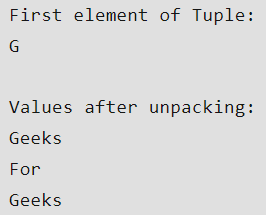 First element of Tuple:
G
Values after unpacking:
Geeks
For
Geeks